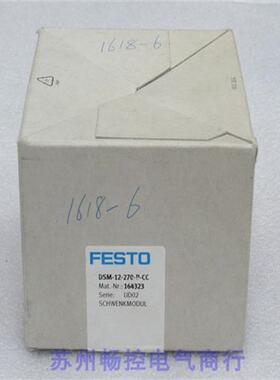 1618-6
1618-6
FESTO
DSM-12-270-P-CC
Mat.-Nr.: 164323
Serie: UD02
SCHWENKMODUL
苏州畅控电气商行